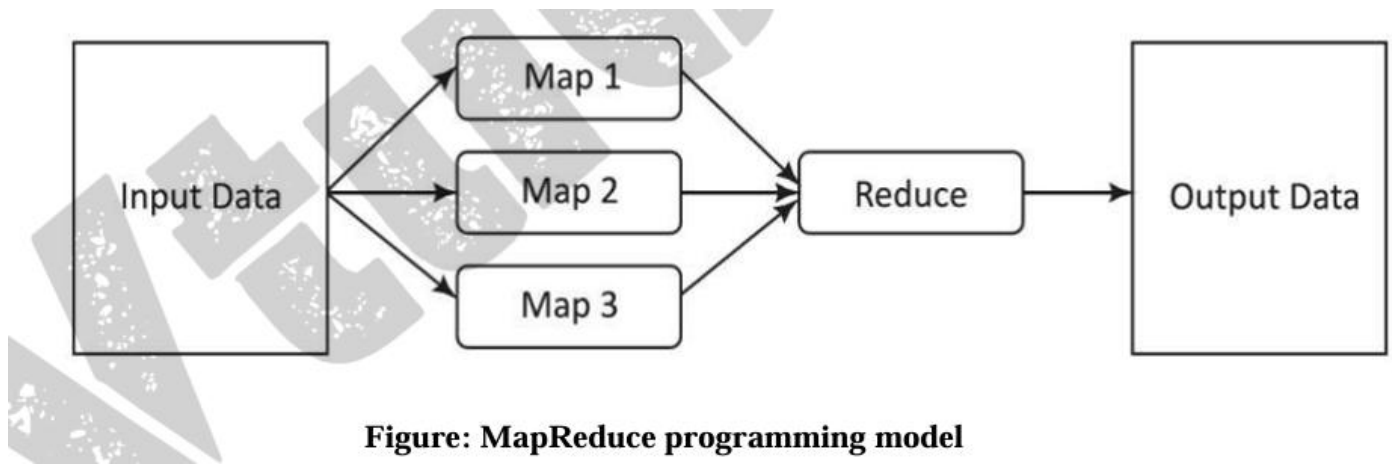 Map 1
Input Data
Map 2
Reduce
Output Data
Map 3
Figure: MapReduce programming model